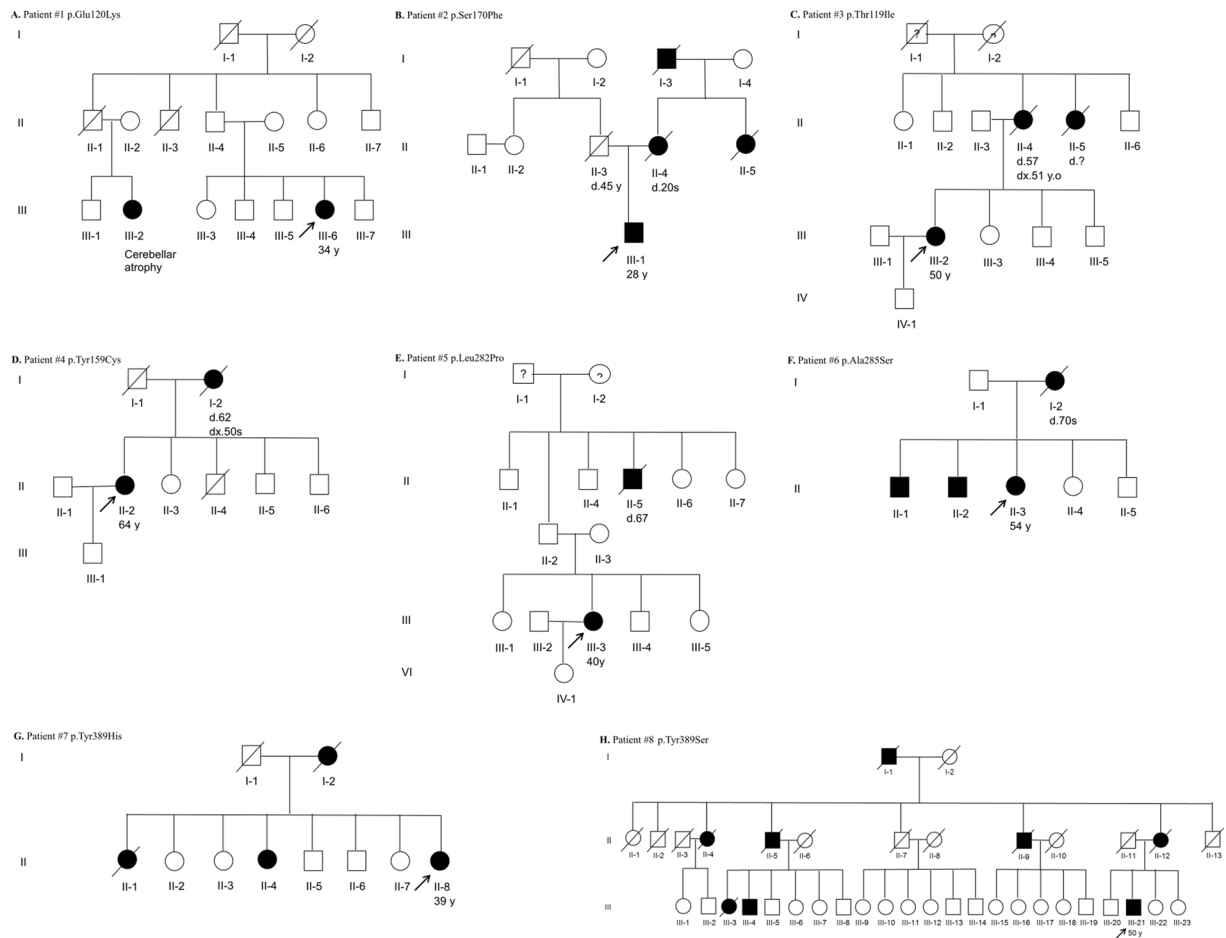 A. Patient #1 p.Glu120Lys
I
I-1 I-2
II
II-1 II-2 II-3 II-4 II-5 II-6 II-7
III
III-1 III-2 III-3 III-4 III-5 III-6 III-7
Cerebellar
atrophy
34 y
B. Patient #2 p.Ser170Phe
I
I-1 I-2 I-3 I-4
II
II-1 II-2 II-3 II-4 II-5
d.45 y d.20s
III
III-1
28 y
C. Patient #3 p.Thr119Ile
I
? ?
I-1 I-2
II
II-1 II-2 II-3 II-4 II-5 II-6
d.57 d.?
dx.51 y.o
III
III-1 III-2 III-3 III-4 III-5
50 y
IV
IV-1
D. Patient #4 p.Tyr159Cys
I
I-1 I-2
d.62
dx.50s
II
II-1 II-2 II-3 II-4 II-5 II-6
64 y
III
III-1
E. Patient #5 p.Leu282Pro
I
? ?
I-1 I-2
II
II-1 II-4 II-5 II-6 II-7
d.67
II-2 II-3
III
III-1 III-2 III-3 III-4 III-5
40y
VI
IV-1
F. Patient #6 p.Ala285Ser
I
I-1 I-2
d.70s
II
II-1 II-2 II-3 II-4 II-5
54 y
G. Patient #7 p.Tyr389His
I
I-1 I-2
II
II-1 II-2 II-3 II-4 II-5 II-6 II-7 II-8
39 y
H. Patient #8 p.Tyr389Ser
I
I-1 I-2
II
II-1 II-2 II-3 II-4 II-5 II-6 II-7 II-8 II-9 II-10 II-11 II-12 II-13
III
III-1 III-2 III-3 III-4 III-5 III-6 III-7 III-8 III-9 III-10 III-11 III-12 III-13 III-14 III-15 III-16 III-17 III-18 III-19 III-20 III-21 III-22 III-23
50 y